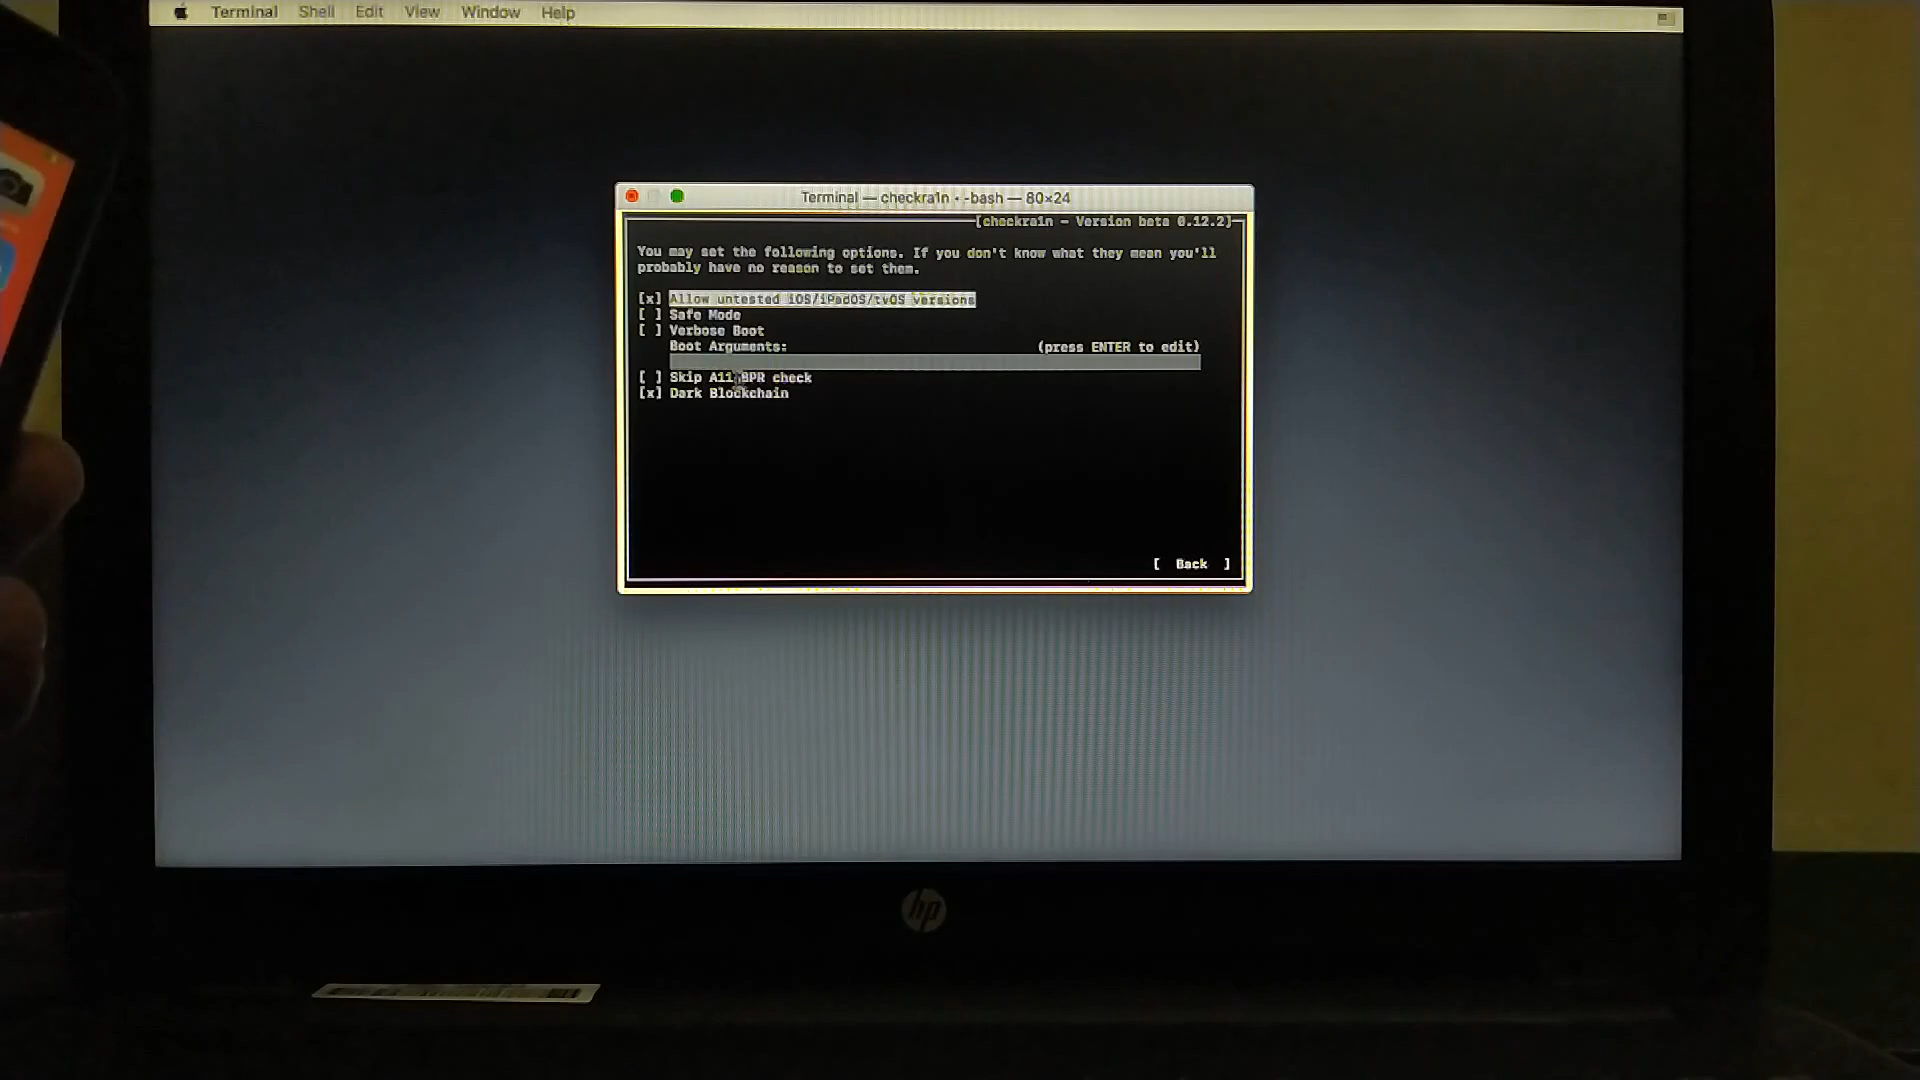 Terminal Shell Edit View Window Help
Terminal — checkra1n • -bash — 80×24
[checkra1n - Version beta 0.12.2]
You may set the following options. If you don't know what they mean you'll
probably have no reason to set them.
[x] Allow untested iOS/iPadOS/tvOS versions
[ ] Safe Mode
[ ] Verbose Boot
Boot Arguments: (press ENTER to edit)
[ ] Skip A11 BPR check
[x] Dark Blockchain
[ Back ]
hp